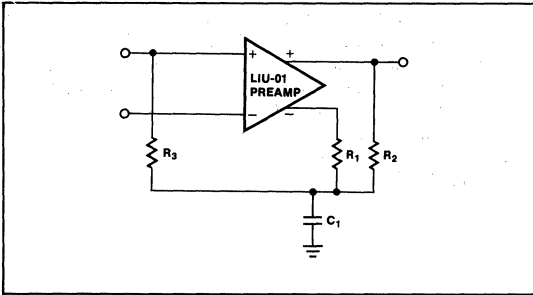 + +
LIU-01
PREAMP
− −
R3 R1 R2
C1